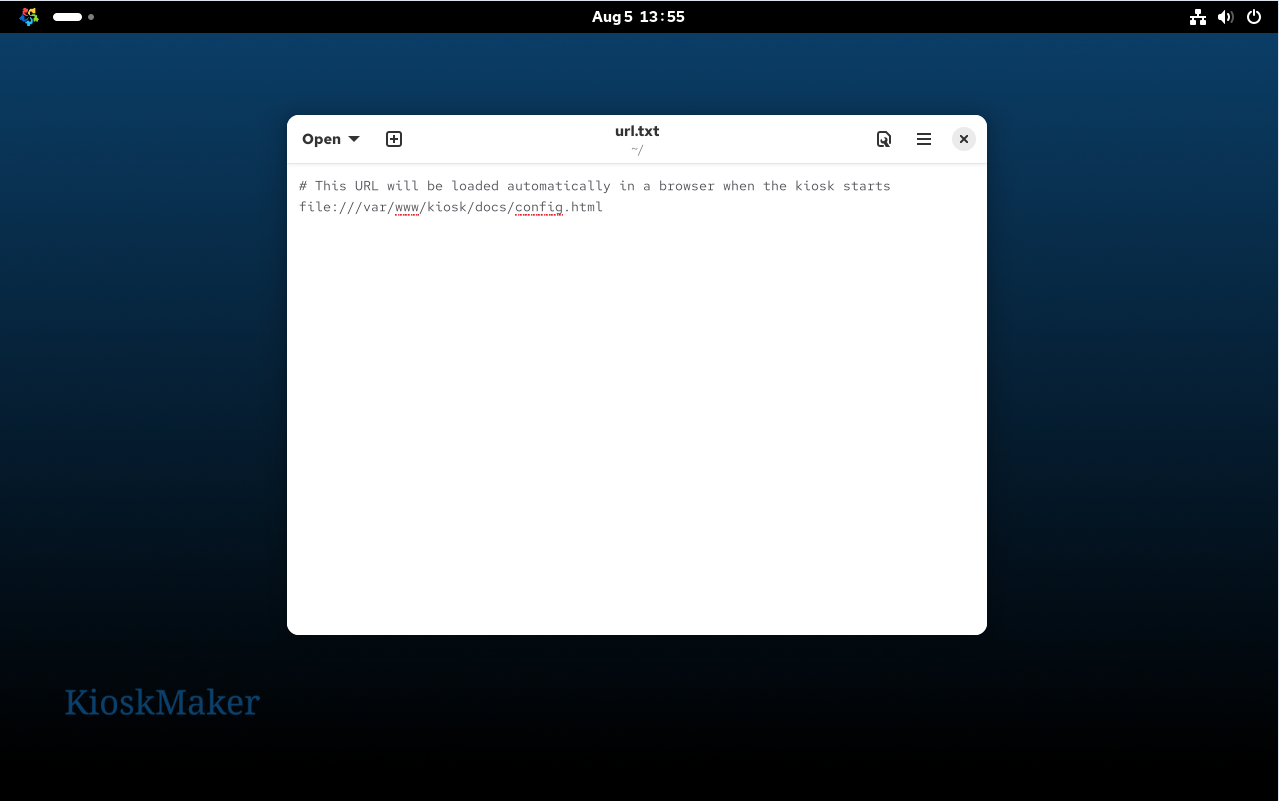 Aug 5 13:55
Open
url.txt
~/
# This URL will be loaded automatically in a browser when the kiosk starts
file:///var/www/kiosk/docs/config.html
KioskMaker